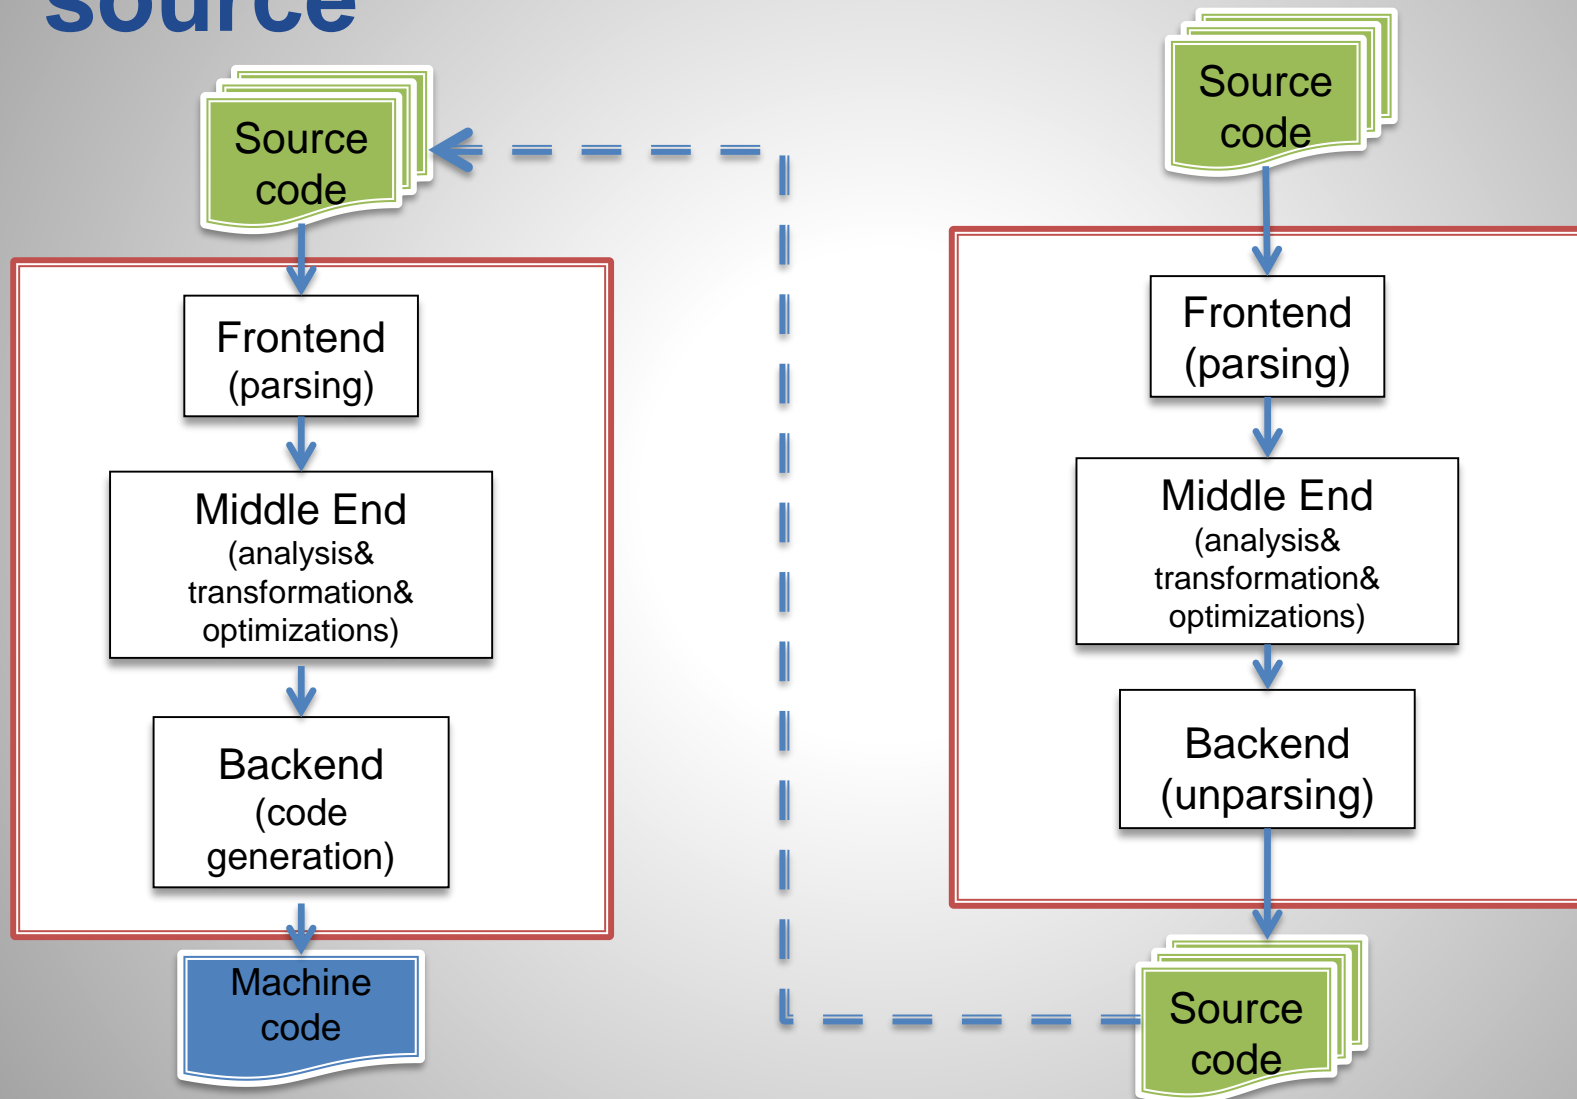 source
Source
code
Frontend
(parsing)
Middle End
(analysis&
transformation&
optimizations)
Backend
(code
generation)
Machine
code
Source
code
Frontend
(parsing)
Middle End
(analysis&
transformation&
optimizations)
Backend
(unparsing)
Source
code